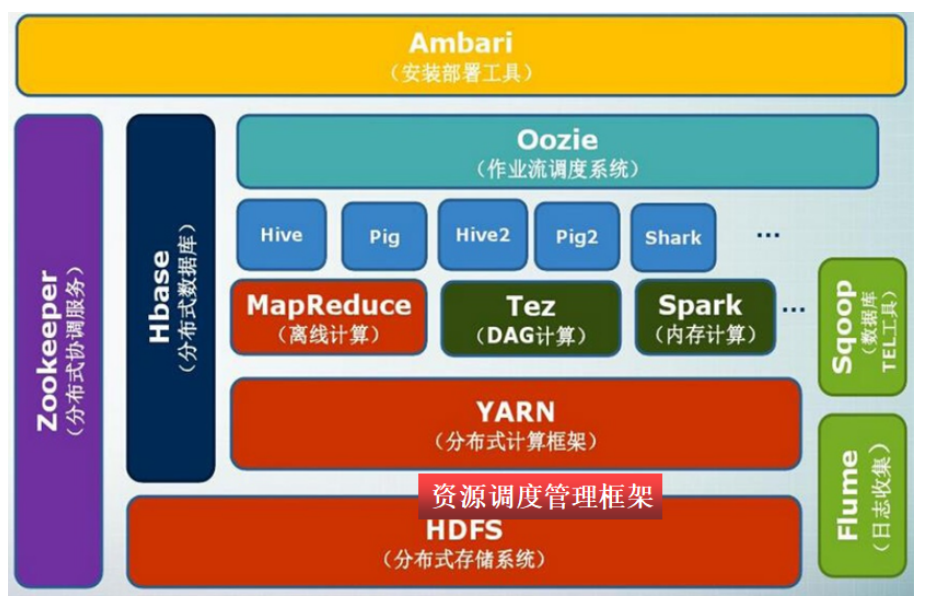 Ambari
（安装部署工具）
Zookeeper
（分布式协调服务）
Hbase
（分布式数据库）
Oozie
（作业流调度系统）
Hive
Pig
Hive2
Pig2
Shark
...
MapReduce
（离线计算）
Tez
（DAG计算）
Spark
（内存计算）
...
Sqoop
（数据库
TEL工具）
YARN
（分布式计算框架）
资源调度管理框架
Flume
（日志收集）
HDFS
（分布式存储系统）